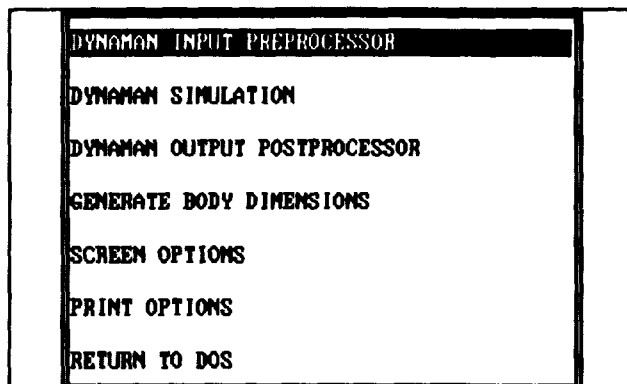 DYNAMAN INPUT PREPROCESSOR
DYNAMAN SIMULATION
DYNAMAN OUTPUT POSTPROCESSOR
GENERATE BODY DIMENSIONS
SCREEN OPTIONS
PRINT OPTIONS
RETURN TO DOS